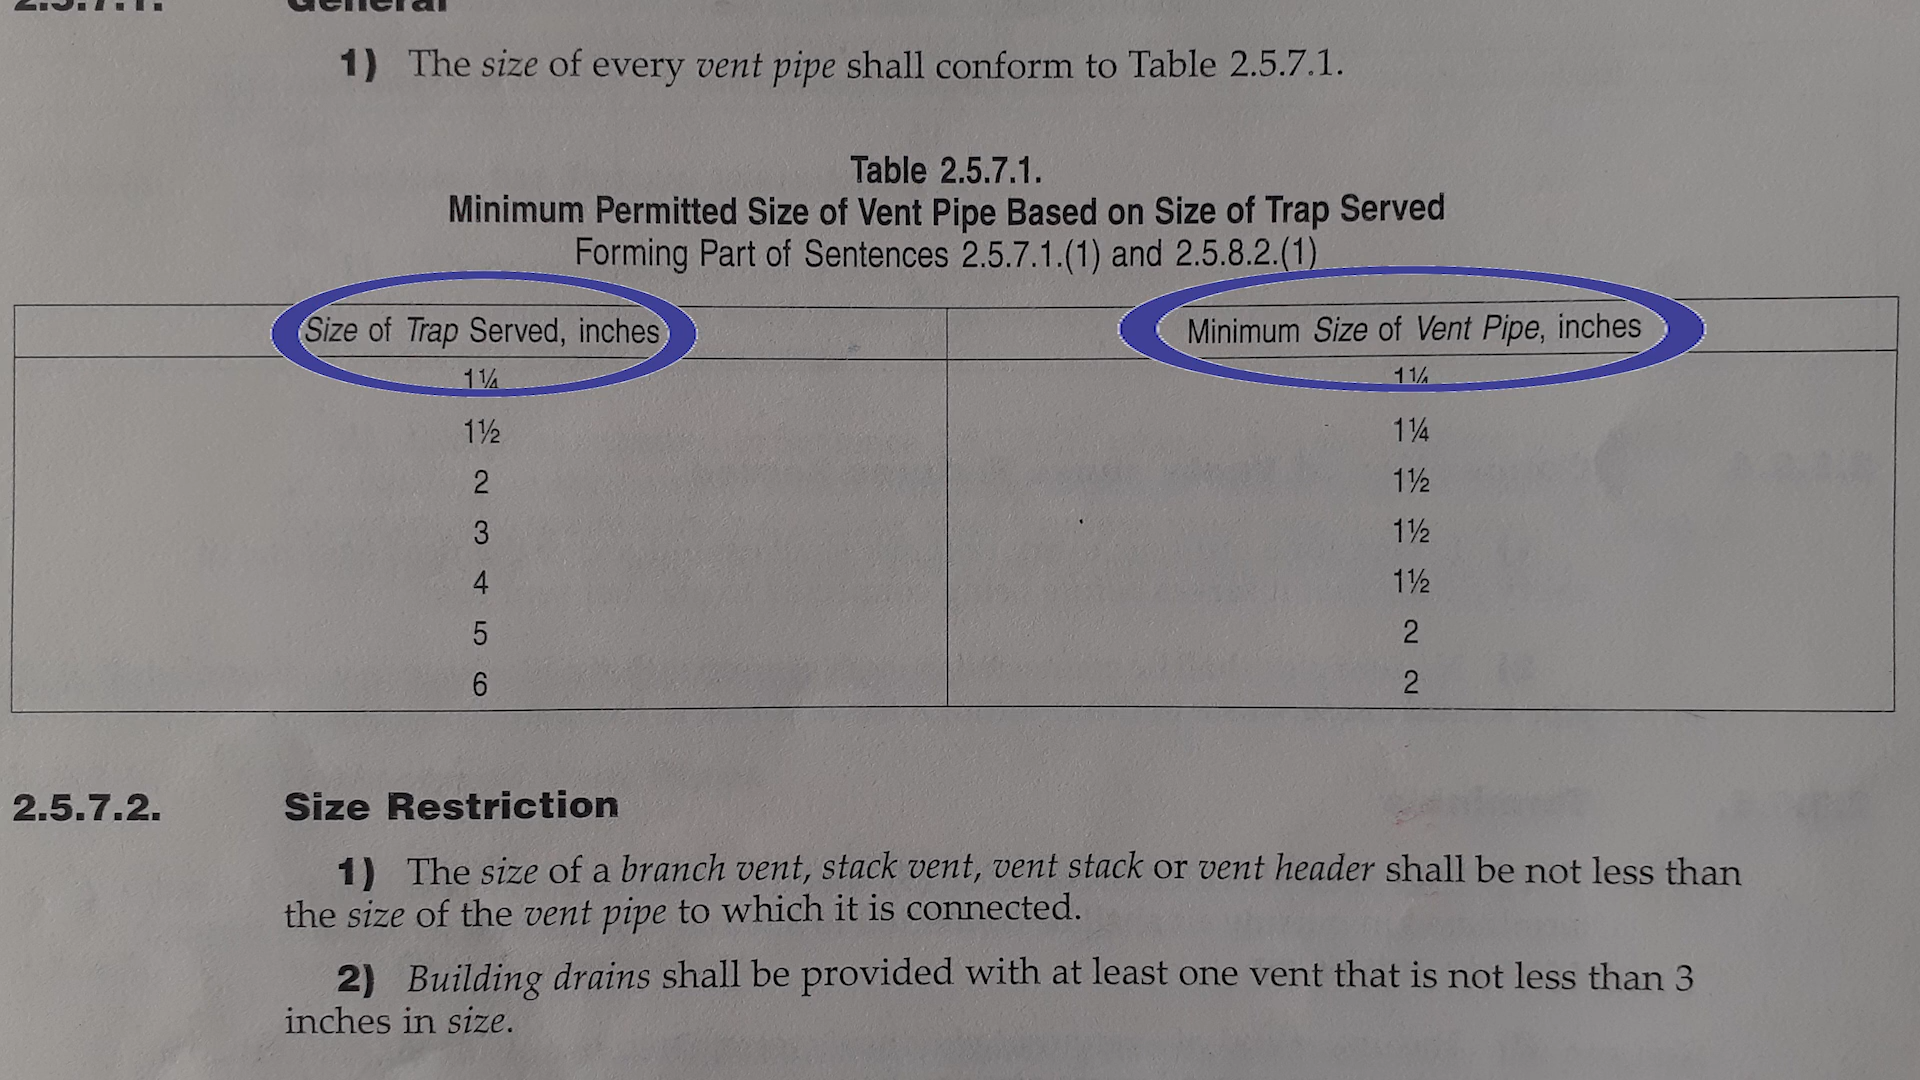 2.5.7.1. General
1) The size of every vent pipe shall conform to Table 2.5.7.1.
Table 2.5.7.1.
Minimum Permitted Size of Vent Pipe Based on Size of Trap Served
Forming Part of Sentences 2.5.7.1.(1) and 2.5.8.2.(1)
Size of Trap Served, inches Minimum Size of Vent Pipe, inches
1¼ 1¼
1½ 1¼
2 1½
3 1½
4 1½
5 2
6 2
2.5.7.2. Size Restriction
1) The size of a branch vent, stack vent, vent stack or vent header shall be not less than
the size of the vent pipe to which it is connected.
2) Building drains shall be provided with at least one vent that is not less than 3
inches in size.